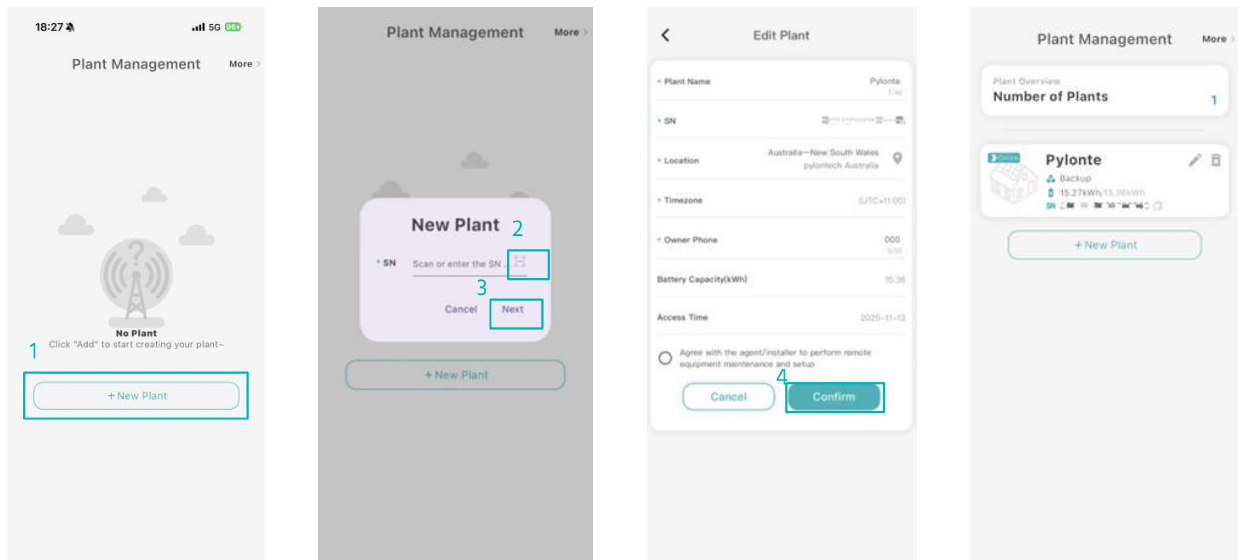 18:27
5G 96+
Plant Management More >
No Plant
Click "Add" to start creating your plant~
1
+ New Plant
Plant Management More >
New Plant
2
* SN Scan or enter the SN ...
3
Cancel Next
+ New Plant
Edit Plant
* Plant Name Pylonte
7/40
* SN
* Location Australia—New South Wales
pylontech Australia
* Timezone (UTC+11:00)
* Owner Phone 000
Battery Capacity(kWh) 15.36
Access Time 2025-11-13
Agree with the agent/installer to perform remote
equipment maintenance and setup
4
Cancel Confirm
Plant Management More >
Plant Overview
Number of Plants 1
Online
Pylonte
Backup
15.27kWh/15.36kWh
SN
+ New Plant